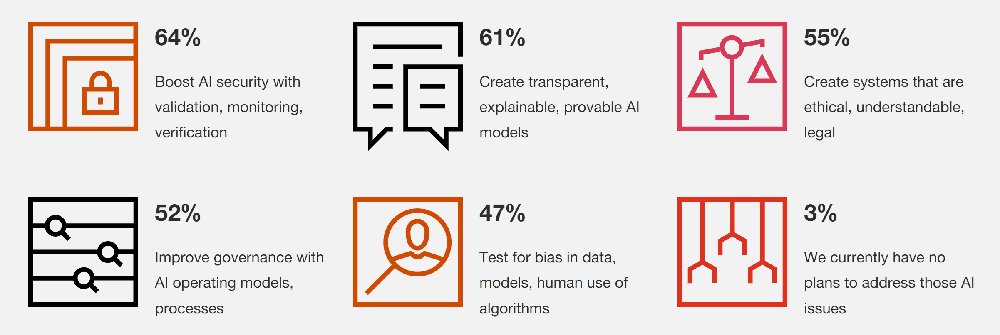 64%
Boost AI security with
validation, monitoring,
verification
61%
Create transparent,
explainable, provable AI
models
55%
Create systems that are
ethical, understandable,
legal
52%
Improve governance with
AI operating models,
processes
47%
Test for bias in data,
models, human use of
algorithms
3%
We currently have no
plans to address those AI
issues